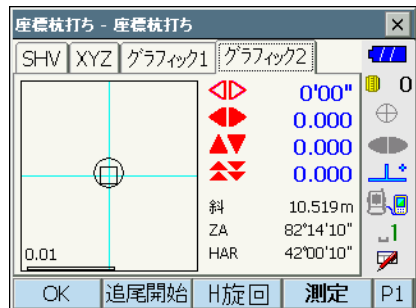 座標杭打ち - 座標杭打ち
SHV XYZ グラフィック1 グラフィック2
0'00"
0.000
0.000
0.000
斜 10.519m
ZA 82°14'10"
HAR 42°00'10"
0.01
0
1
OK 追尾開始 H旋回 測定 P1